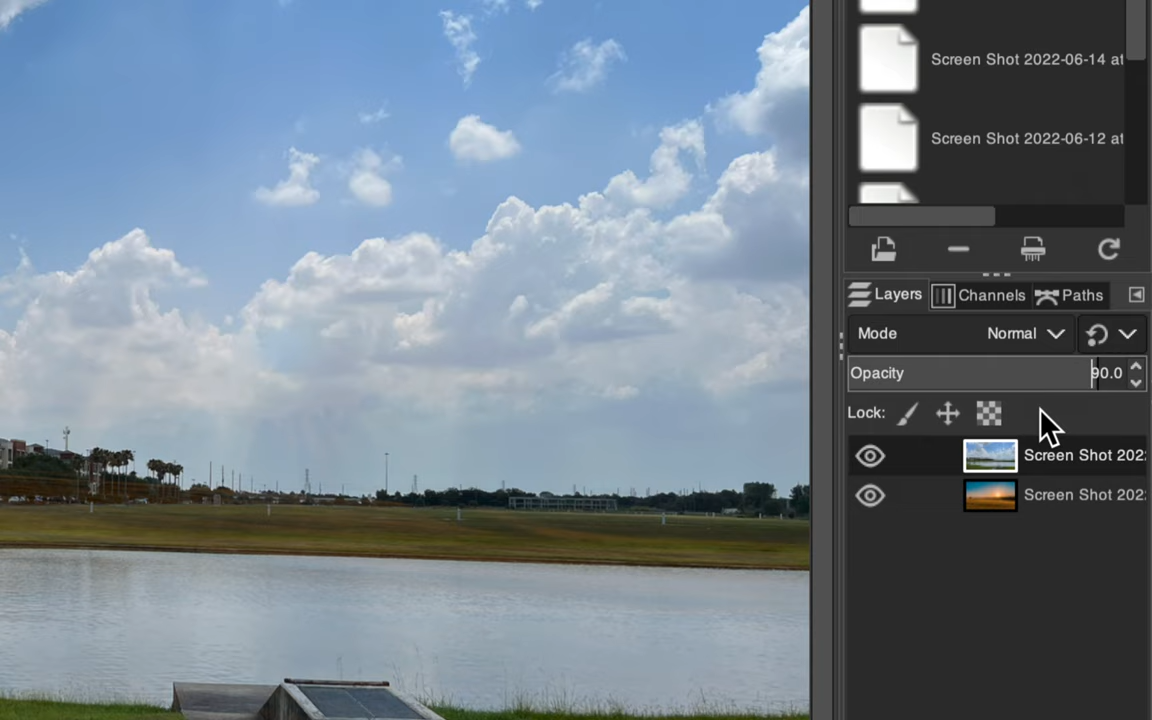 Screen Shot 2022-06-14 at
Screen Shot 2022-06-12 at
Layers Channels Paths
Mode Normal
Opacity 90.0
Lock:
Screen Shot 202
Screen Shot 202